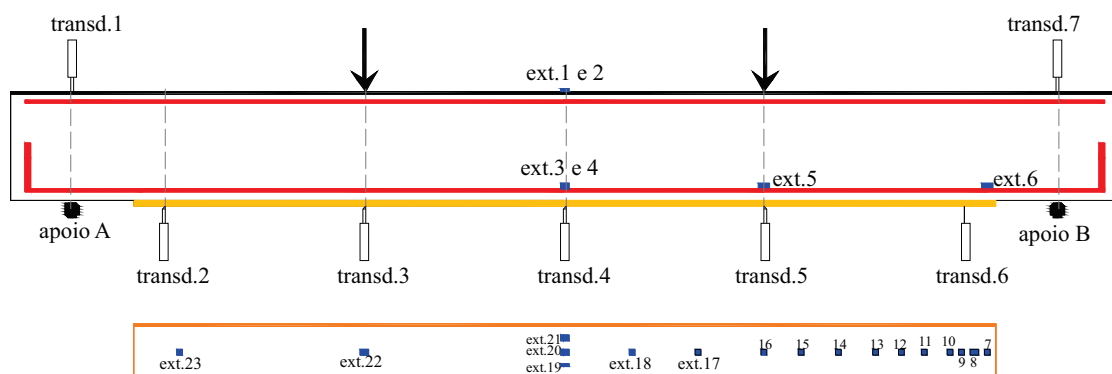 transd.1
transd.7
ext.1 e 2
ext.3 e 4
ext.5
ext.6
apoio A
apoio B
transd.2
transd.3
transd.4
transd.5
transd.6
ext.21
ext.20
ext.19
ext.23
ext.22
ext.18
ext.17
16
15
14
13
12
11
10
9
8
7